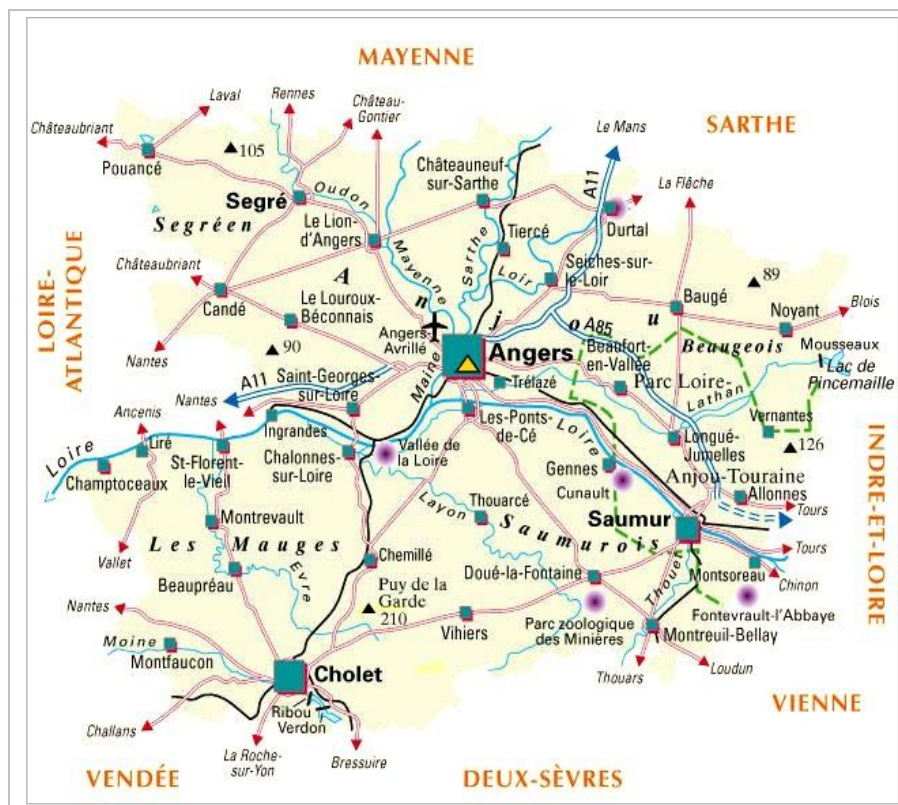 MAYENNE
Laval
Rennes
Château-
Gontier
Châteaubriant
Le Mans
SARTHE
105
Pouancé
Châteauneuf-
sur-Sarthe
A11
La Flêche
Segré
Oudon
Segréen
Le Lion-
d'Angers
Mayenne
Sarthe
Tiercé
Durtal
Loir
Seiches-sur-
le-Loir
LOIRE-
ATLANTIQUE
Châteaubriant
Candé
A
n
j
o
u
Le Louroux-
Béconnais
Angers-
Avrillé
Baugé
89
Noyant
Blois
A85
Beaugeois
Mousseaux
Lac de
Pincemaille
Nantes
90
Maine
Angers
Beaufort-
en-Vallée
Trélazé
Parc Loire-
Lathan
A11
Nantes
Saint-Georges-
sur-Loire
Vernantes
Ancenis
Ingrandes
Les-Ponts-
de-Cé
Loire
Longué-
Jumelles
126
INDRE-ET-LOIRE
Loire
Liré
St-Florent-
le-Vieil
Chalonnes-
sur-Loire
Vallée de
la Loire
Gennes
Cunault
Anjou-Touraine
Allonnes
Champtoceaux
Layon
Thouarcé
Tours
Montrevault
Saumurois
Saumur
Les Mauges
Vallet
Evre
Chemillé
Tours
Beaupréau
Doué-la-Fontaine
Thouet
Montsoreau
Chinon
Nantes
Puy de la
Garde
210
Vihiers
Parc zoologique
des Minières
Fontevrault-l'Abbaye
Montreuil-Bellay
Moine
Montfaucon
Cholet
Thouars
Loudun
Ribou
Verdon
VIENNE
Challans
La Roche-
sur-Yon
Bressuire
VENDÉE
DEUX-SÈVRES